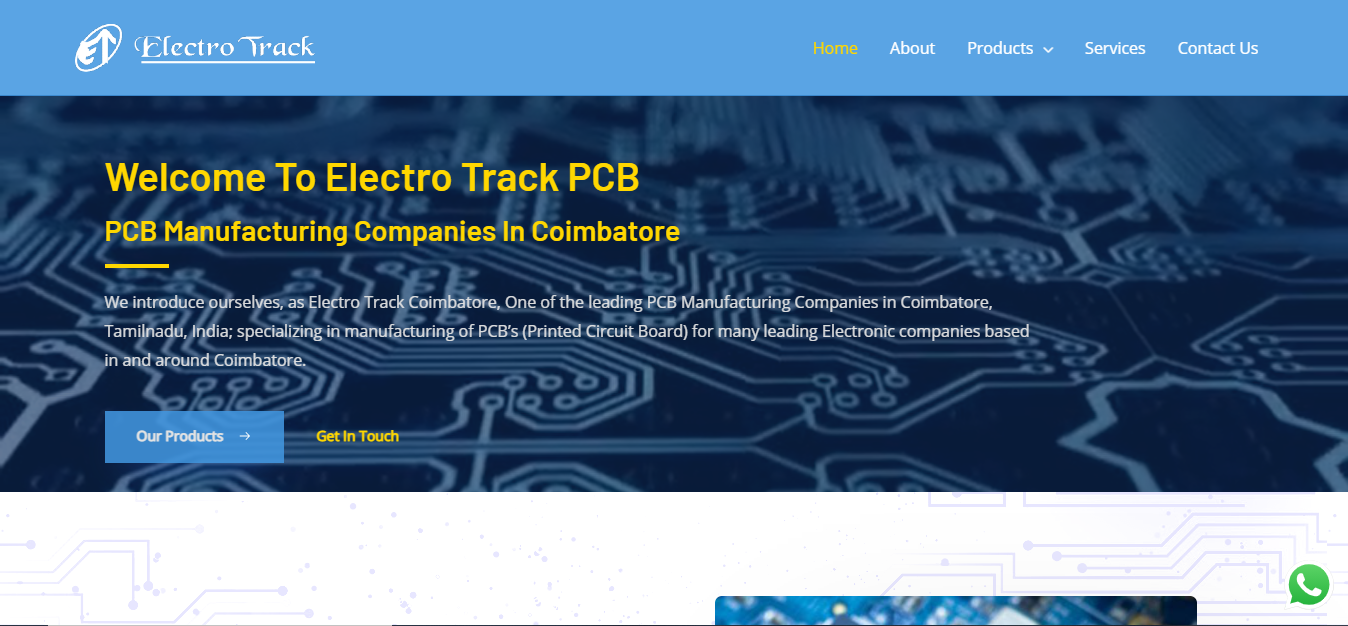 ET Electro Track
Home About Products Services Contact Us
Welcome To Electro Track PCB
PCB Manufacturing Companies In Coimbatore
We introduce ourselves, as Electro Track Coimbatore, One of the leading PCB Manufacturing Companies in Coimbatore,
Tamilnadu, India; specializing in manufacturing of PCB’s (Printed Circuit Board) for many leading Electronic companies based
in and around Coimbatore.
Our Products → Get In Touch